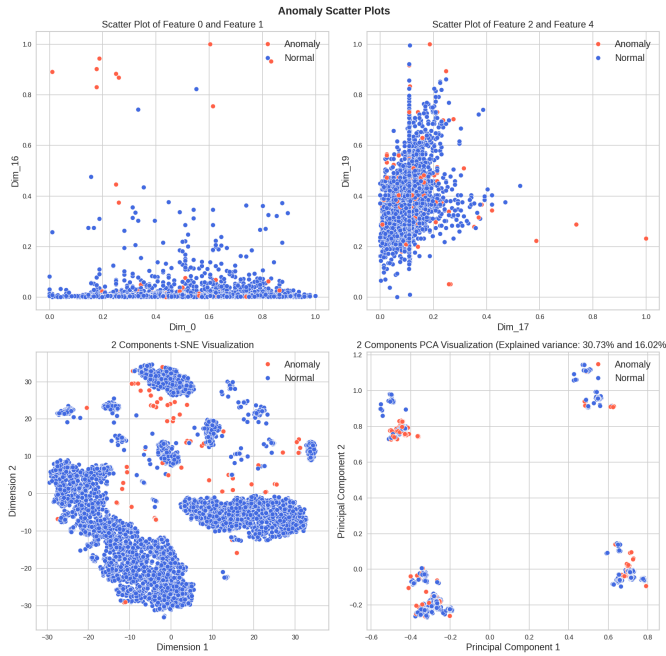 Anomaly Scatter Plots
Scatter Plot of Feature 0 and Feature 1
Anomaly
Normal
1.0
0.8
0.6
0.4
0.2
0.0
Dim_16
0.0
0.2
0.4
0.6
0.8
1.0
Dim_0
Scatter Plot of Feature 2 and Feature 4
Anomaly
Normal
1.0
0.8
0.6
0.4
0.2
0.0
Dim_19
0.0
0.2
0.4
0.6
0.8
1.0
Dim_17
2 Components t-SNE Visualization
Anomaly
Normal
30
20
10
0
−10
−20
−30
Dimension 2
−30
−20
−10
0
10
20
30
Dimension 1
2 Components PCA Visualization (Explained variance: 30.73% and 16.02%
Anomaly
Normal
1.2
1.0
0.8
0.6
0.4
0.2
0.0
−0.2
Principal Component 2
−0.6
−0.4
−0.2
0.0
0.2
0.4
0.6
0.8
Principal Component 1